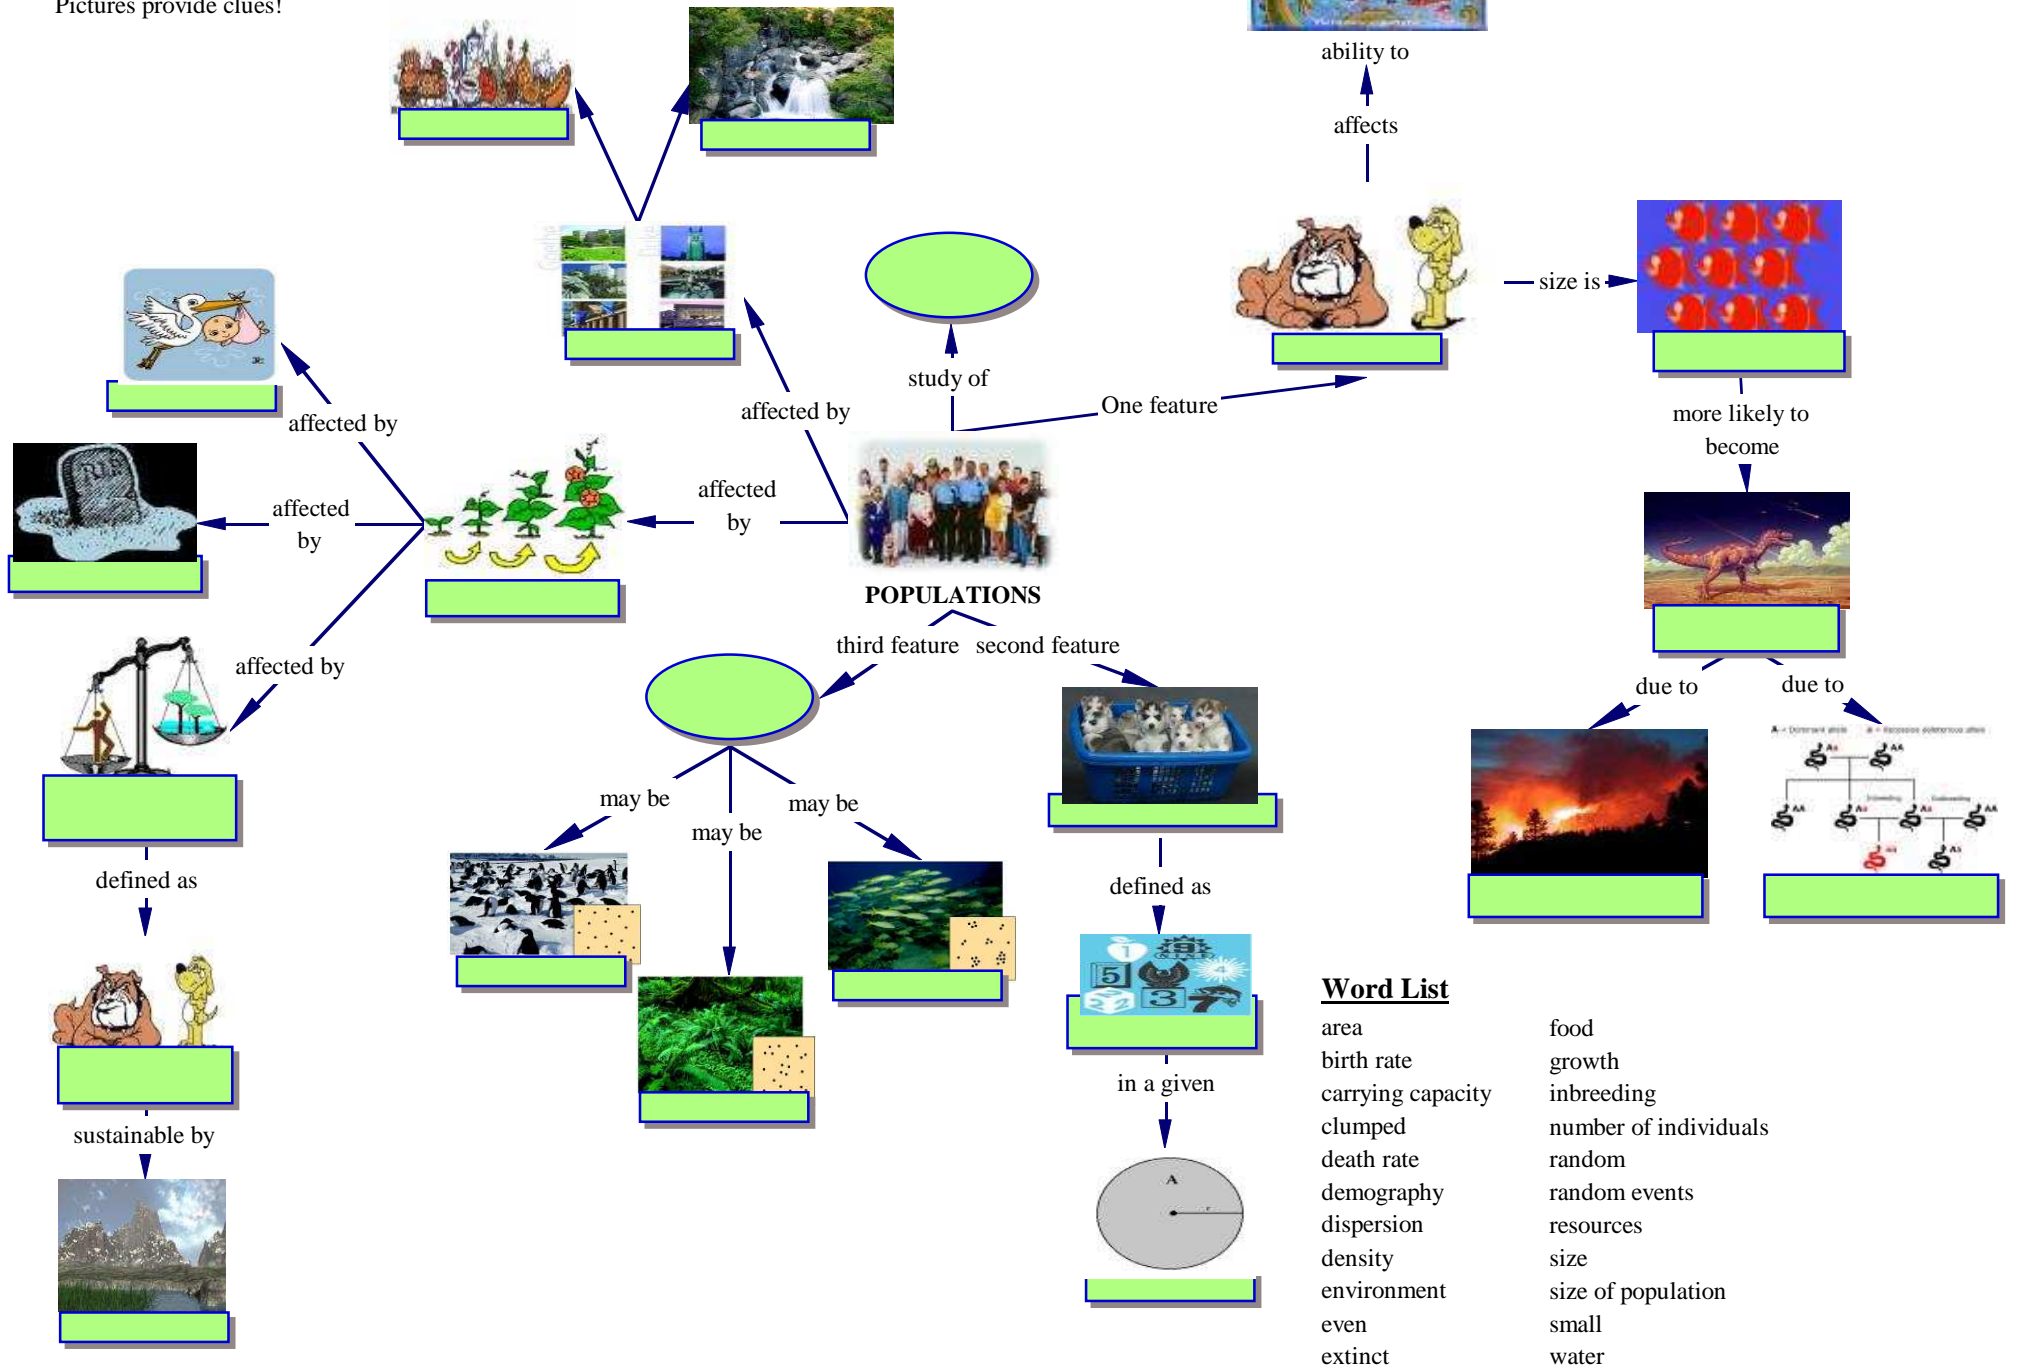 Pictures provide clues!
ability to
affects
size is
study of
One feature
affected by
more likely to
become
affected by
affected
by
affected
by
RIP
POPULATIONS
third feature
second feature
affected by
due to
due to
may be
may be
may be
defined as
defined as
in a given
A
r
sustainable by
Word List
area
birth rate
carrying capacity
clumped
death rate
demography
dispersion
density
environment
even
extinct
food
growth
inbreeding
number of individuals
random
random events
resources
size
size of population
small
water